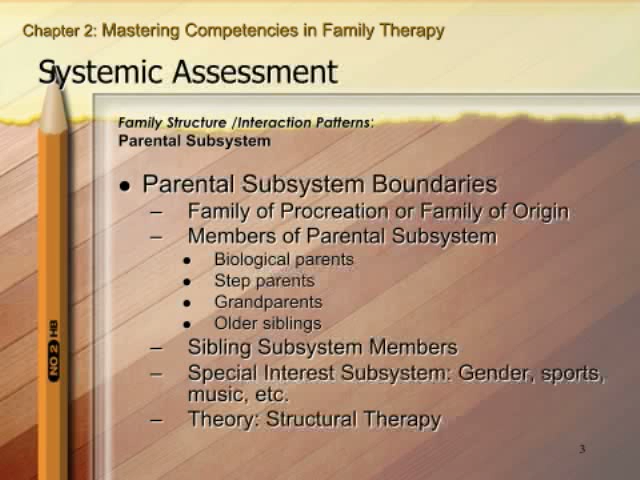 Chapter 2: Mastering Competencies in Family Therapy
Systemic Assessment
Family Structure /Interaction Patterns:
Parental Subsystem
● Parental Subsystem Boundaries
– Family of Procreation or Family of Origin
– Members of Parental Subsystem
● Biological parents
● Step parents
● Grandparents
● Older siblings
– Sibling Subsystem Members
– Special Interest Subsystem: Gender, sports,
music, etc.
– Theory: Structural Therapy
NO 2 HB
3